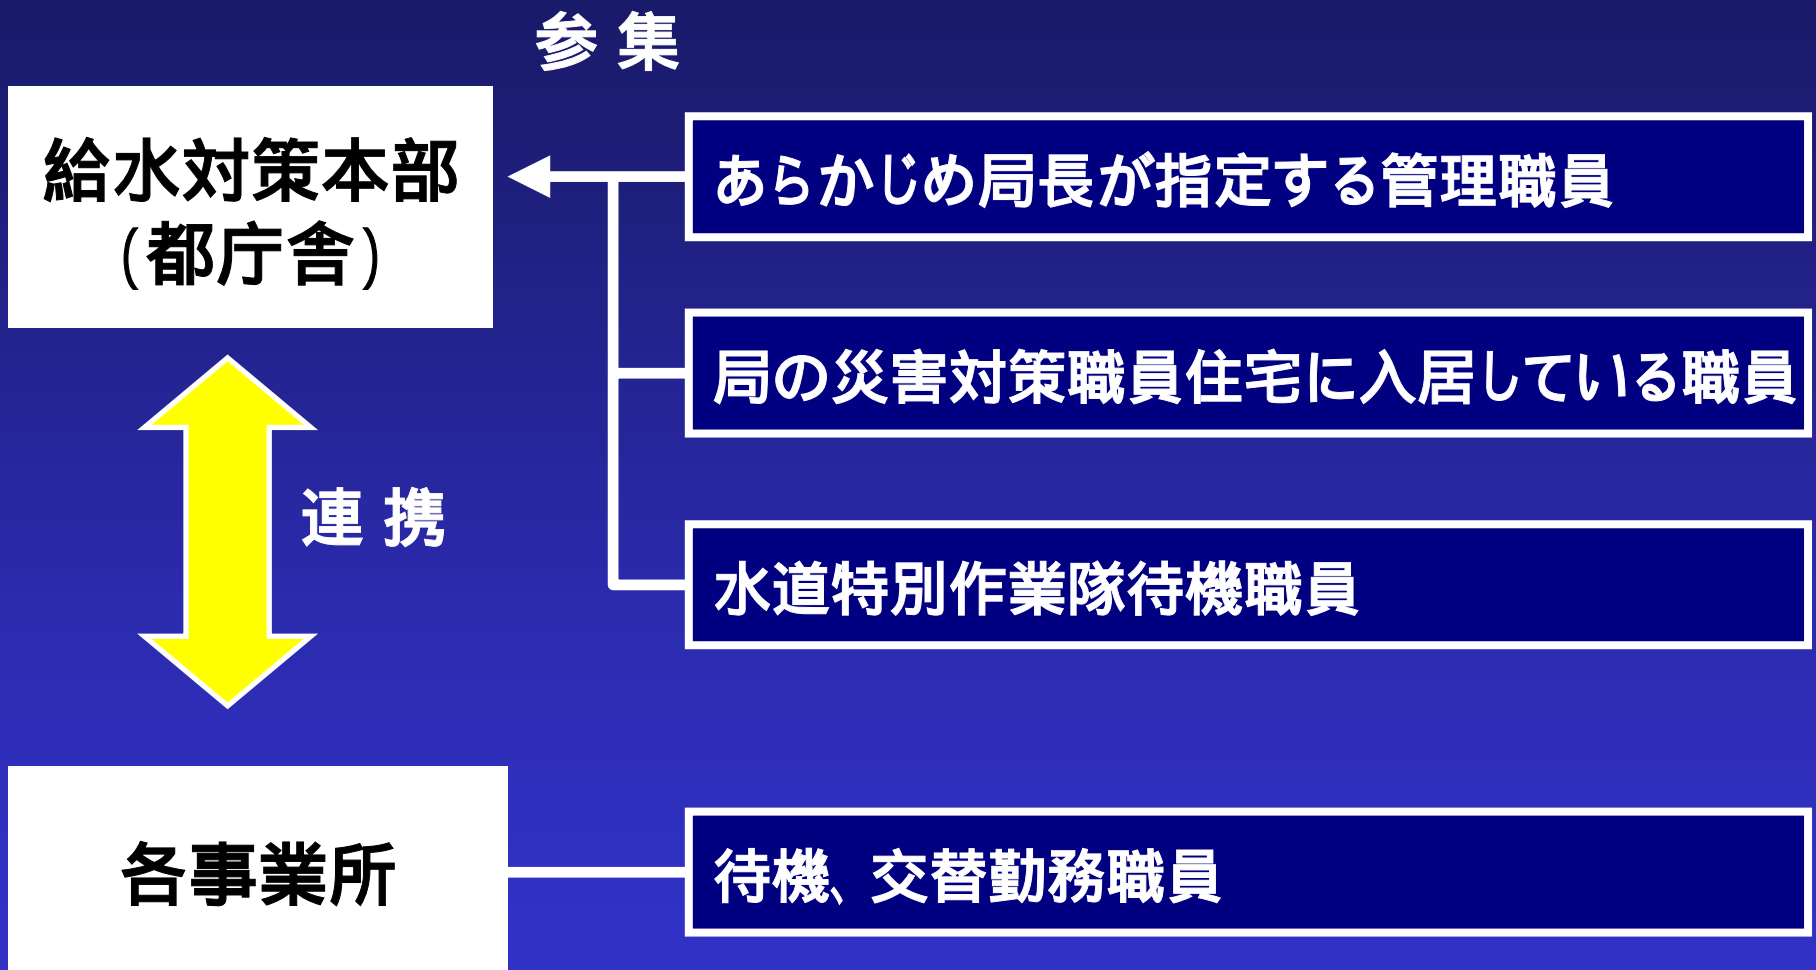 参 集
給水対策本部
（都庁舎）
あらかじめ局長が指定する管理職員
局の災害対策職員住宅に入居している職員
連 携
水道特別作業隊待機職員
各事業所
待機、交替勤務職員